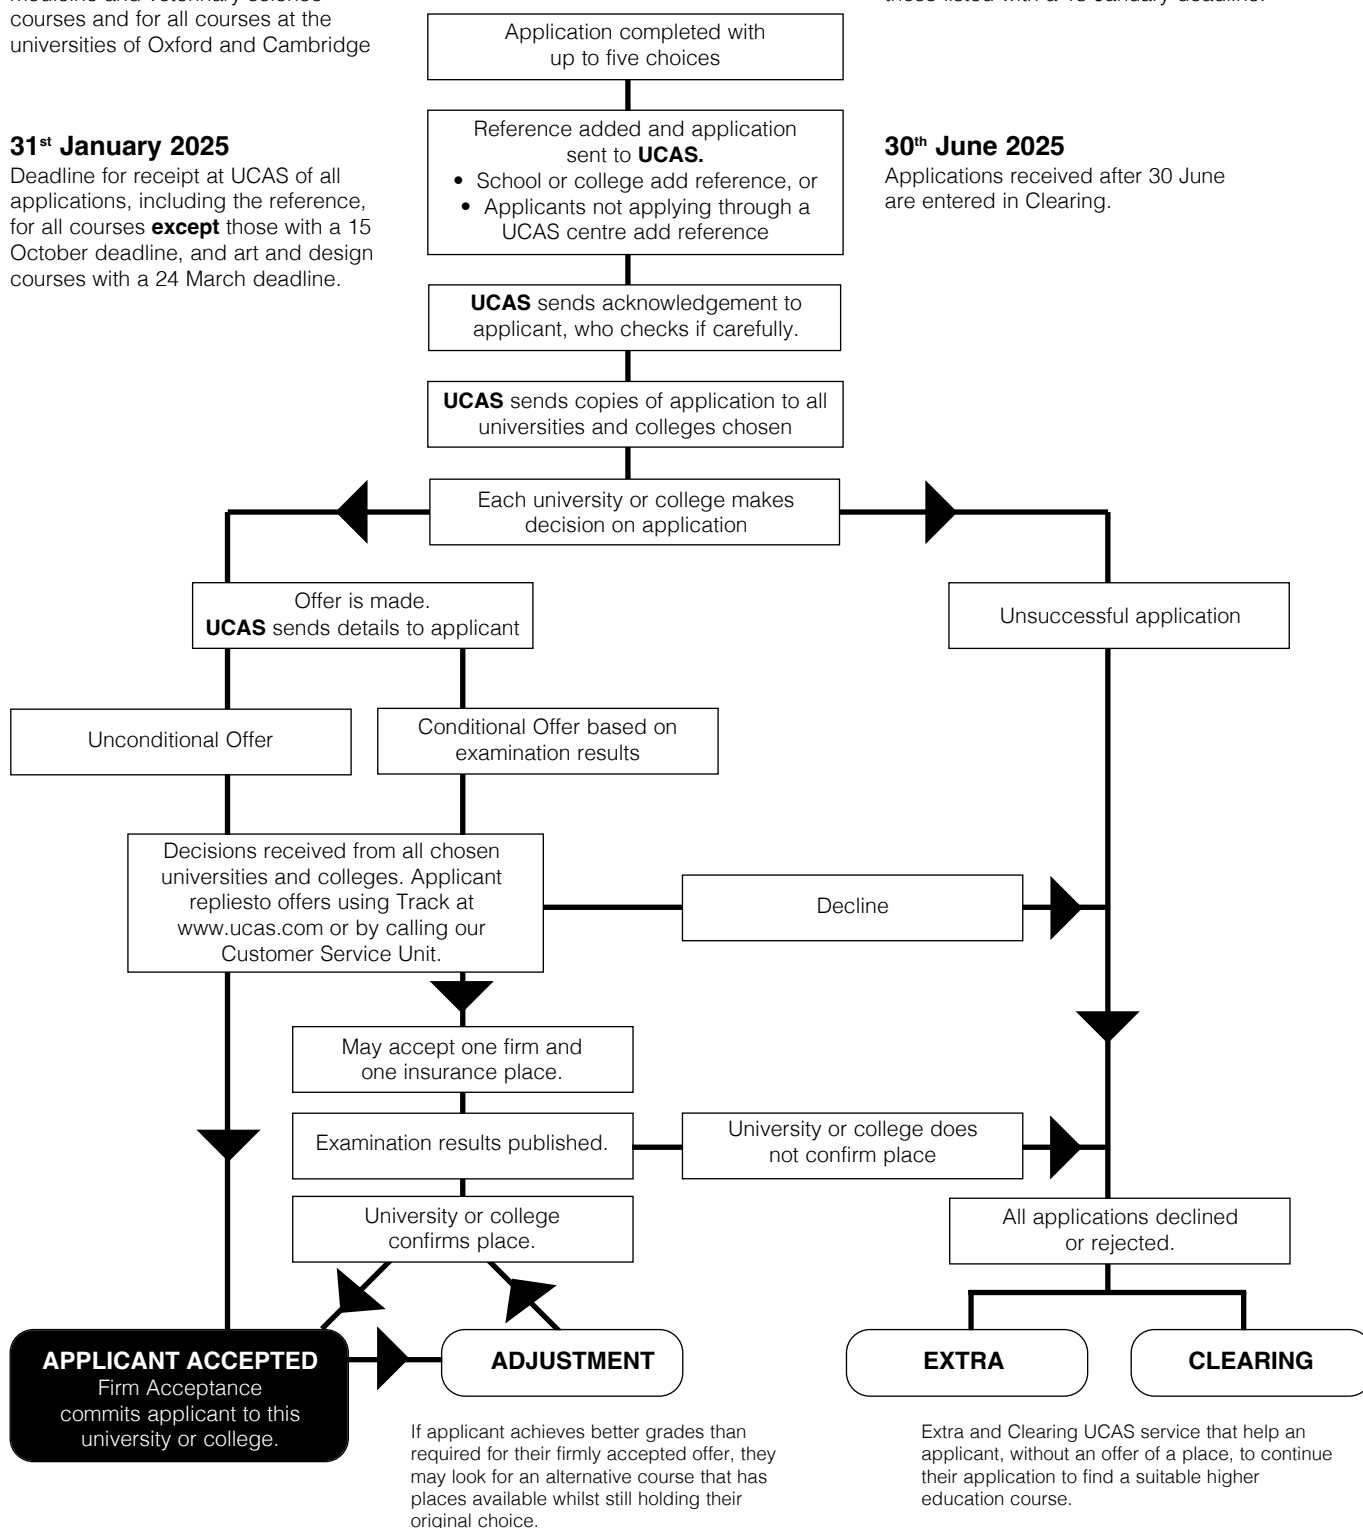 medicine and veterinary science
courses and for all courses at the
universities of Oxford and Cambridge
31st January 2025
Deadline for receipt at UCAS of all
applications, including the reference,
for all courses except those with a 15
October deadline, and art and design
courses with a 24 March deadline.
those listed with a 15 January deadline.
30th June 2025
Applications received after 30 June
are entered in Clearing.
Application completed with
up to five choices
Reference added and application
sent to UCAS.
• School or college add reference, or
• Applicants not applying through a
UCAS centre add reference
UCAS sends acknowledgement to
applicant, who checks if carefully.
UCAS sends copies of application to all
universities and colleges chosen
Each university or college makes
decision on application
Offer is made.
UCAS sends details to applicant
Unsuccessful application
Unconditional Offer
Conditional Offer based on
examination results
Decisions received from all chosen
universities and colleges. Applicant
repliesto offers using Track at
www.ucas.com or by calling our
Customer Service Unit.
Decline
May accept one firm and
one insurance place.
Examination results published.
University or college does
not confirm place
University or college
confirms place.
All applications declined
or rejected.
APPLICANT ACCEPTED
Firm Acceptance
commits applicant to this
university or college.
ADJUSTMENT
EXTRA
CLEARING
If applicant achieves better grades than
required for their firmly accepted offer, they
may look for an alternative course that has
places available whilst still holding their
original choice.
Extra and Clearing UCAS service that help an
applicant, without an offer of a place, to continue
their application to find a suitable higher
education course.